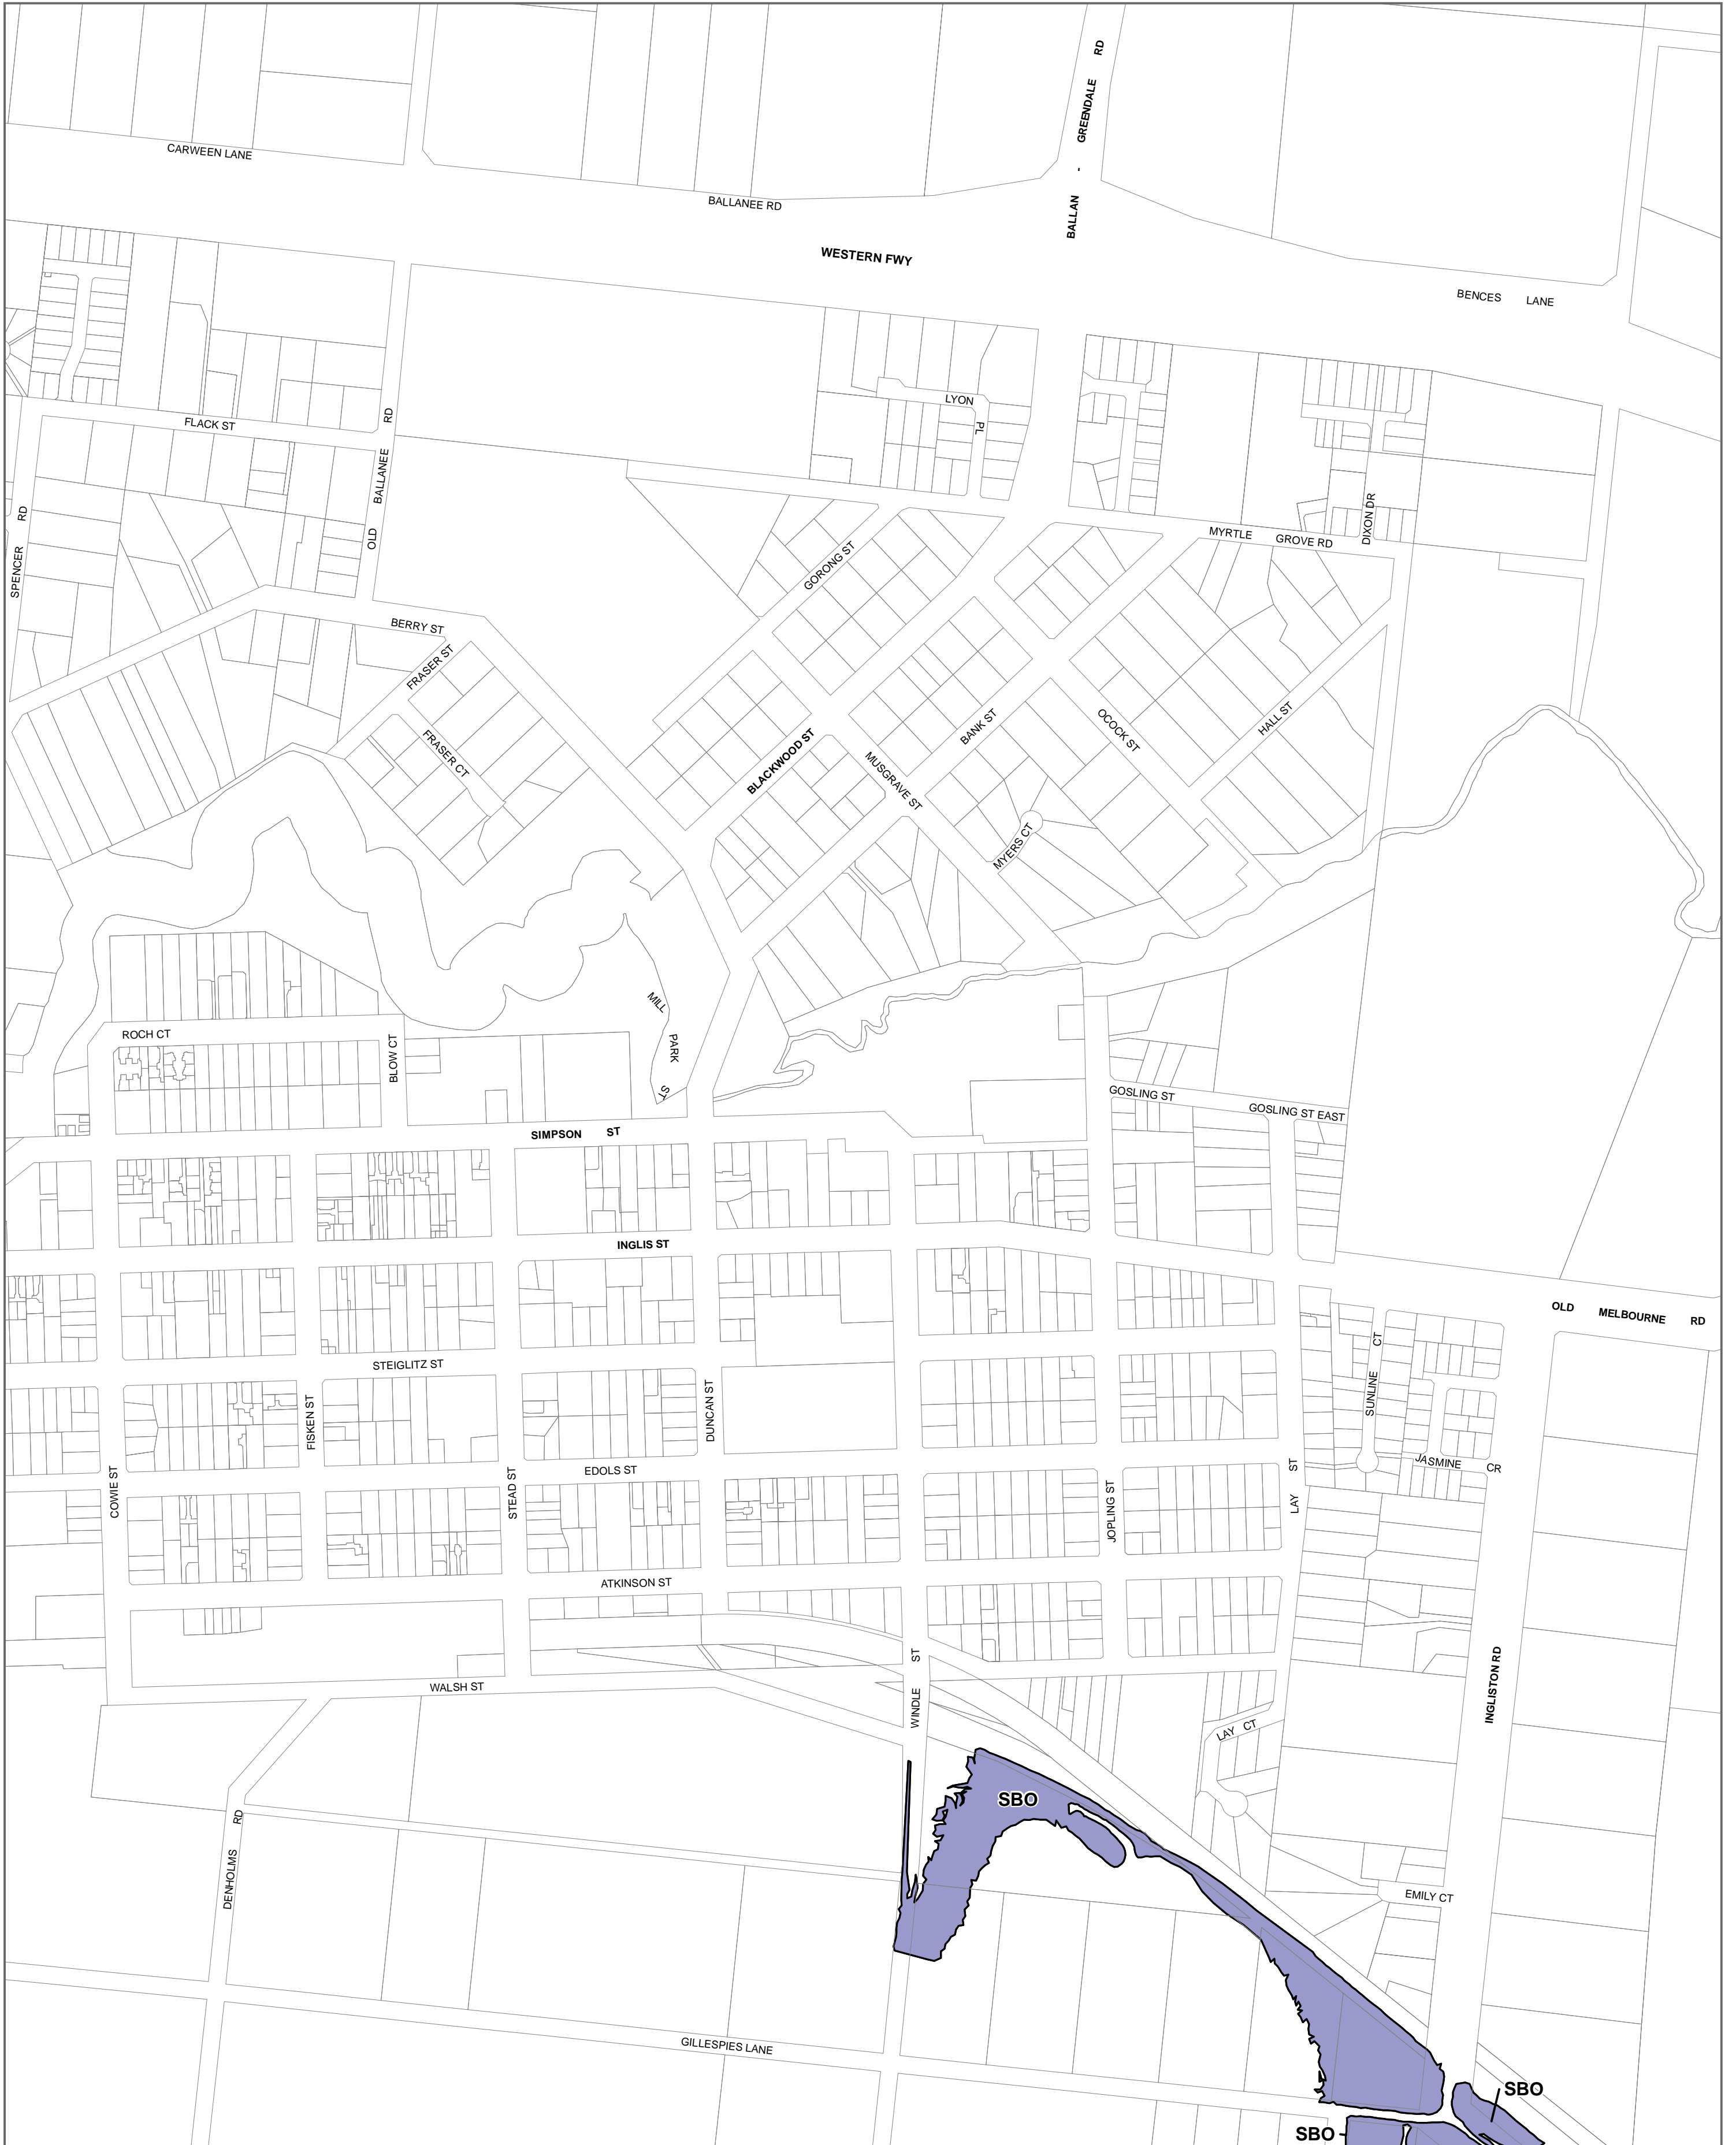 BALLAN - GREENDALE RD
CARWEEN LANE
BALLANEE RD
WESTERN FWY
BENCES LANE
LYON PL
FLACK ST
OLD BALLANEE RD
SPENCER RD
DIXON DR
MYRTLE GROVE RD
GORONG ST
BERRY ST
FRASER ST
FRASER CT
BLACKWOOD ST
BANK ST
OCOCK ST
HALL ST
MUSGRAVE ST
MYERS CT
MILL PARK ST
ROCH CT
BLOW CT
GOSLING ST
GOSLING ST EAST
SIMPSON ST
INGLIS ST
OLD MELBOURNE RD
SUNLINE CT
STEIGLITZ ST
FISKEN ST
DUNCAN ST
JASMINE CR
EDOLS ST
COWIE ST
STEAD ST
JOPLING ST
LAY ST
ATKINSON ST
INGLISTON RD
WALSH ST
WINDLE ST
LAY CT
SBO
DENHOLMS RD
EMILY CT
GILLESPIES LANE
SBO
SBO